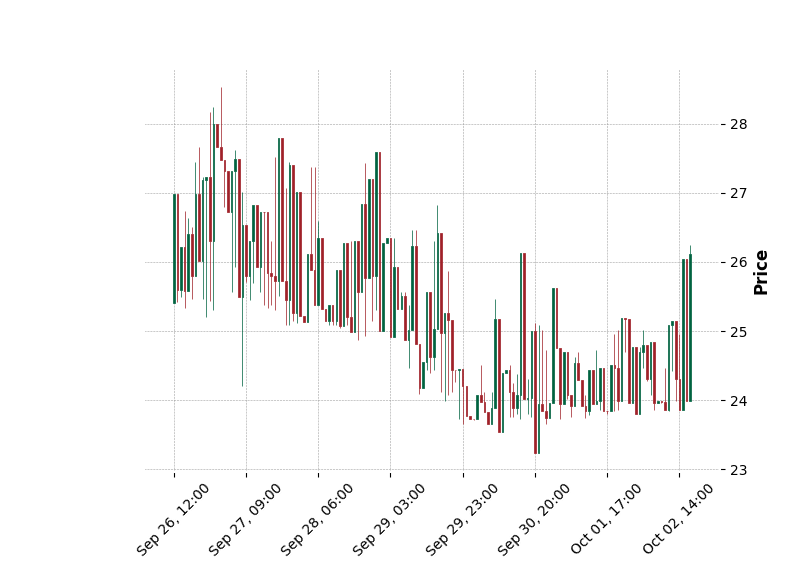 28
27
26
25
24
23
Price
Sep 26, 12:00
Sep 27, 09:00
Sep 28, 06:00
Sep 29, 03:00
Sep 29, 23:00
Sep 30, 20:00
Oct 01, 17:00
Oct 02, 14:00